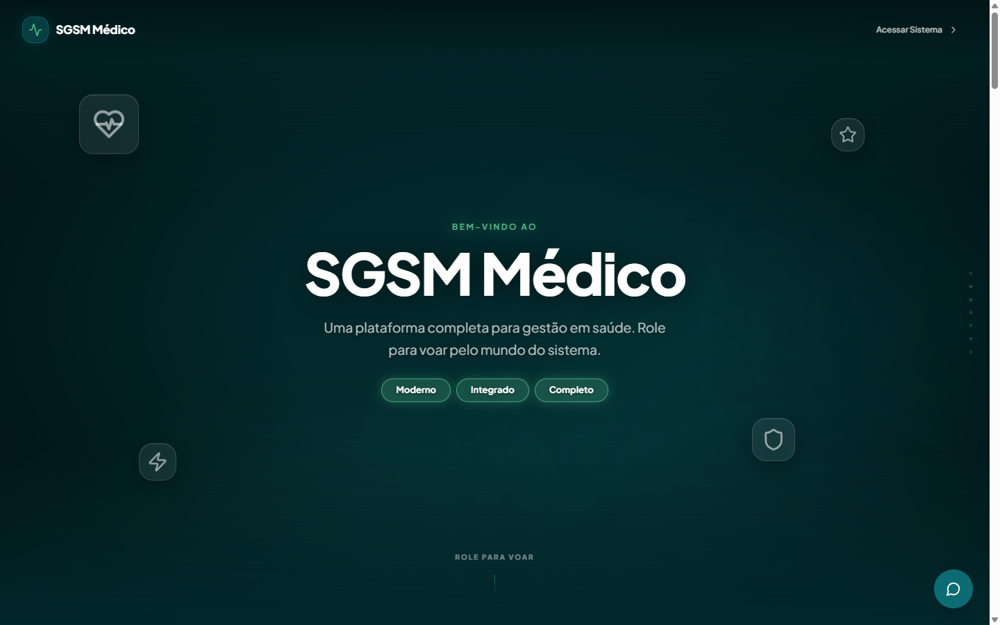 SGSM Médico
Acessar Sistema
BEM-VINDO AO
SGSM Médico
Uma plataforma completa para gestão em saúde. Role
para voar pelo mundo do sistema.
Moderno
Integrado
Completo
ROLE PARA VOAR